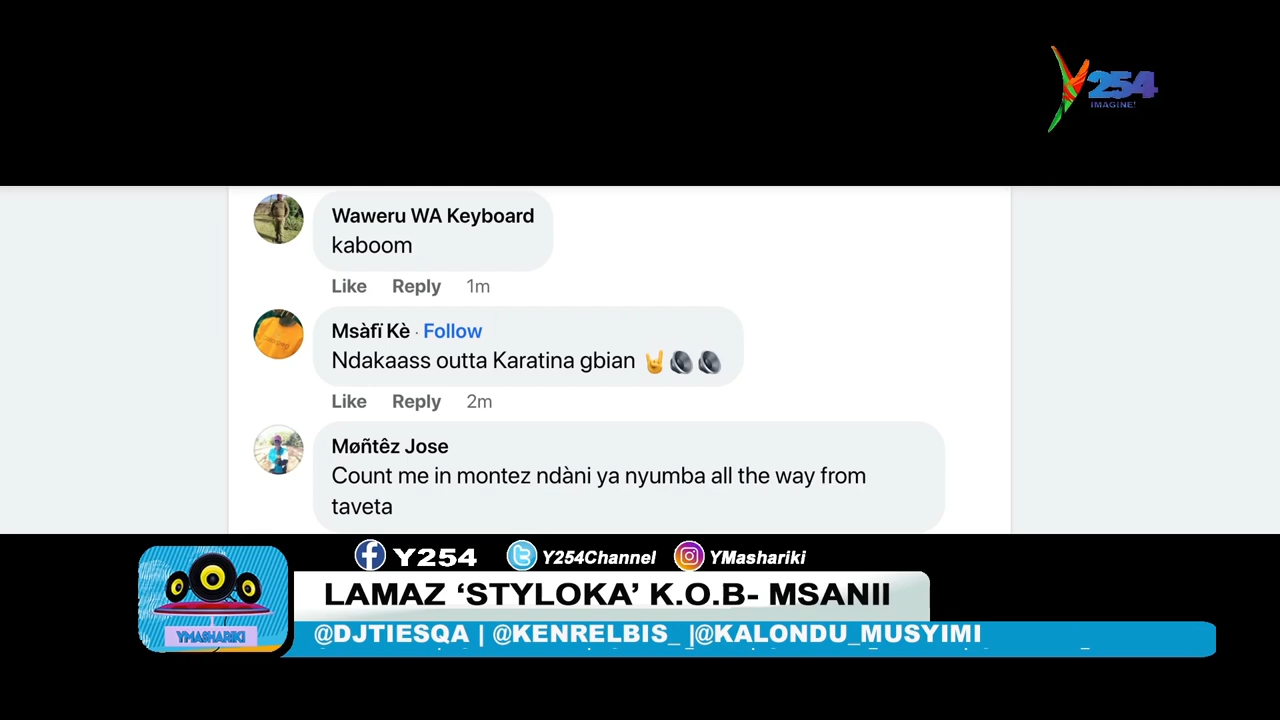 Y254
IMAGINE!
Waweru WA Keyboard
kaboom
Like Reply 1m
Msàfï Kè · Follow
Ndakaass outta Karatina gbian 🤘🔊🔊
Like Reply 2m
Møñtêz Jose
Count me in montez ndàni ya nyumba all the way from
taveta
Y254 Y254Channel YMashariki
LAMAZ ‘STYLOKA’ K.O.B- MSANII
YMASHARIKI
@DJTIESQA | @KENRELBIS_ |@KALONDU_MUSYIMI